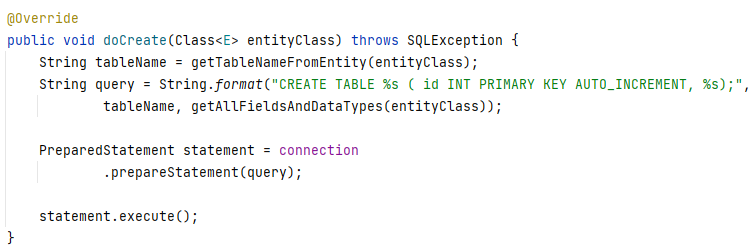 @Override
public void doCreate(Class<E> entityClass) throws SQLException {
    String tableName = getTableNameFromEntity(entityClass);
    String query = String.format("CREATE TABLE %s ( id INT PRIMARY KEY AUTO_INCREMENT, %s);",
            tableName, getAllFieldsAndDataTypes(entityClass));

    PreparedStatement statement = connection
            .prepareStatement(query);

    statement.execute();
}